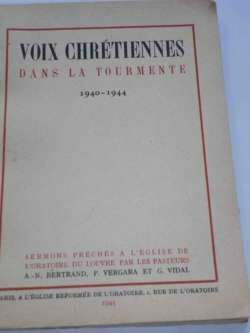 VOIX CHRÉTIENNES
DANS LA TOURMENTE
1940-1944
SERMONS PRÊCHÉS A L'ÉGLISE DE
L'ORATOIRE DU LOUVRE PAR LES PASTEURS
A.-N. BERTRAND, P. VERGARA ET G. VIDAL
PARIS, A L'ÉGLISE RÉFORMÉE DE L'ORATOIRE, 1, RUE DE L'ORATOIRE
1945